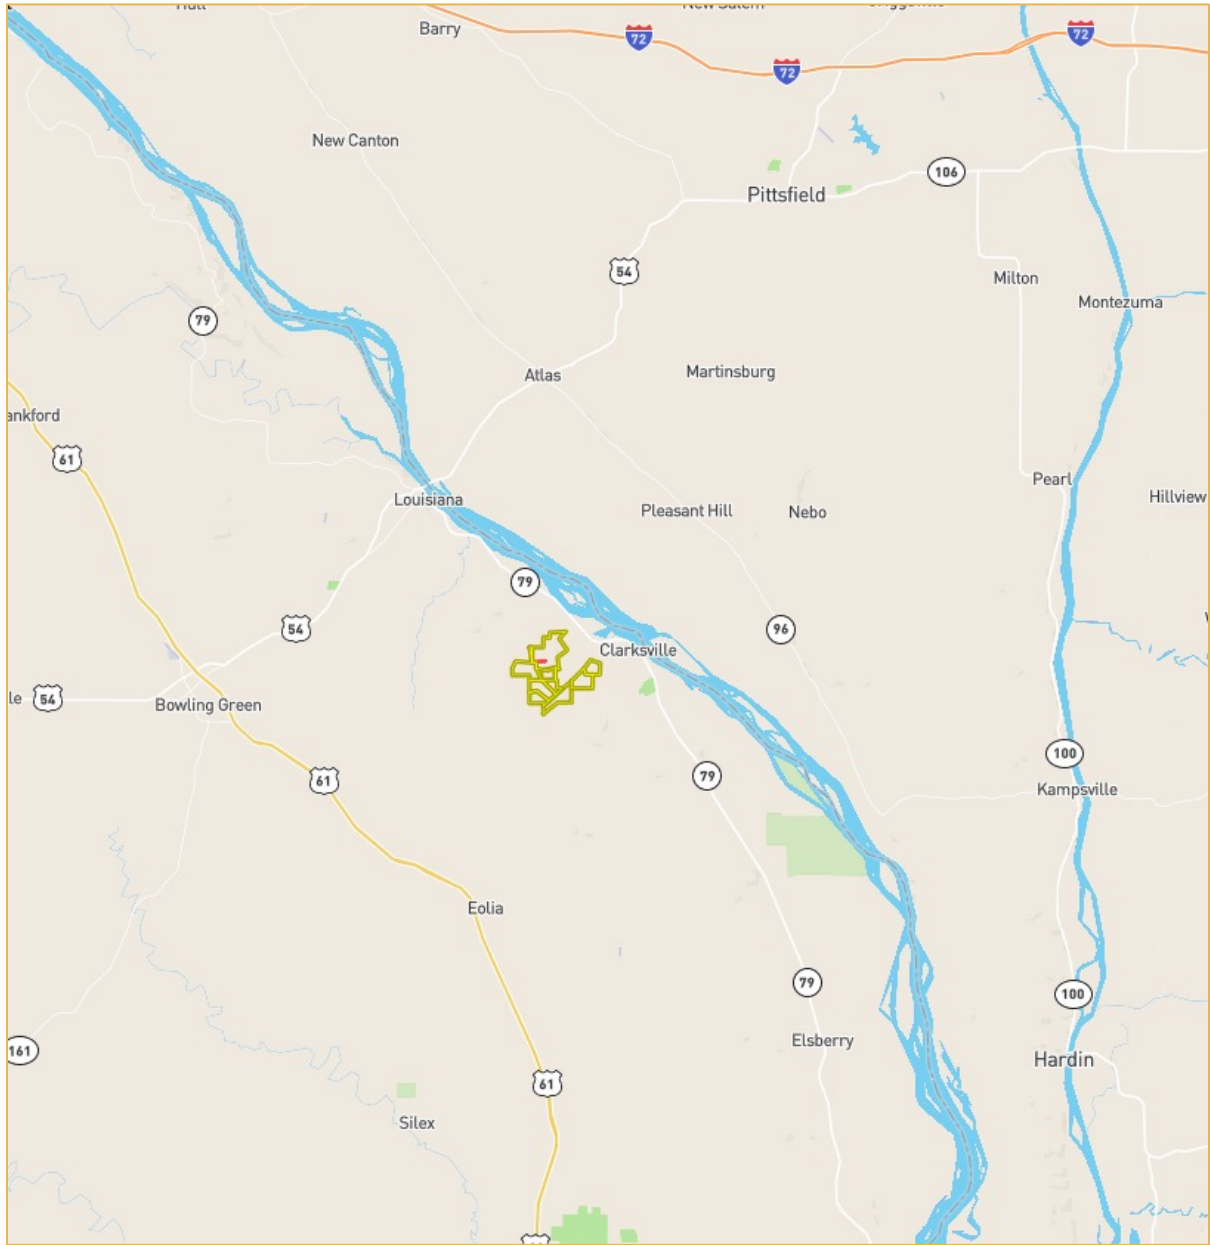 Barry
72
72
72
New Canton
106
Pittsfield
54
Milton
Montezuma
79
Atlas
Martinsburg
ankford
61
Pearl
Louisiana
Hillview
Pleasant Hill
Nebo
79
54
96
Clarksville
le
54
Bowling Green
100
79
61
Kampsville
Eolia
79
100
161
Elsberry
Hardin
61
Silex